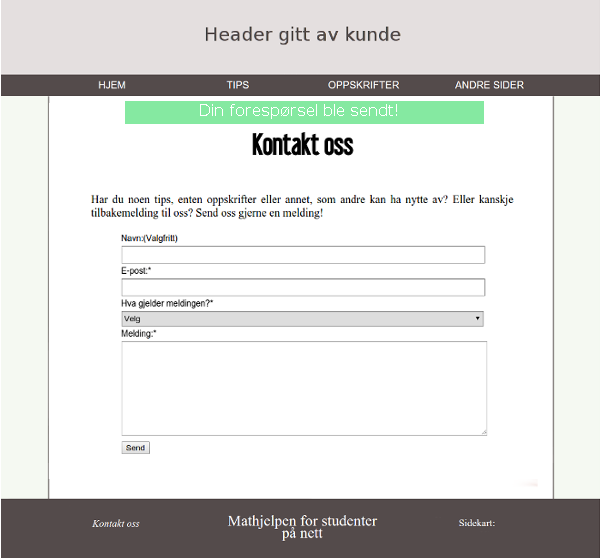 Header gitt av kunde
HJEM TIPS OPPSKRIFTER ANDRE SIDER
Din forespørsel ble sendt!
Kontakt oss
Har du noen tips, enten oppskrifter eller annet, som andre kan ha nytte av? Eller kanskje
tilbakemelding til oss? Send oss gjerne en melding!
Navn:(Valgfritt)
E-post:*
Hva gjelder meldingen?*
Velg
Melding:*
Send
Kontakt oss
Mathjelpen for studenter
på nett
Sidekart: